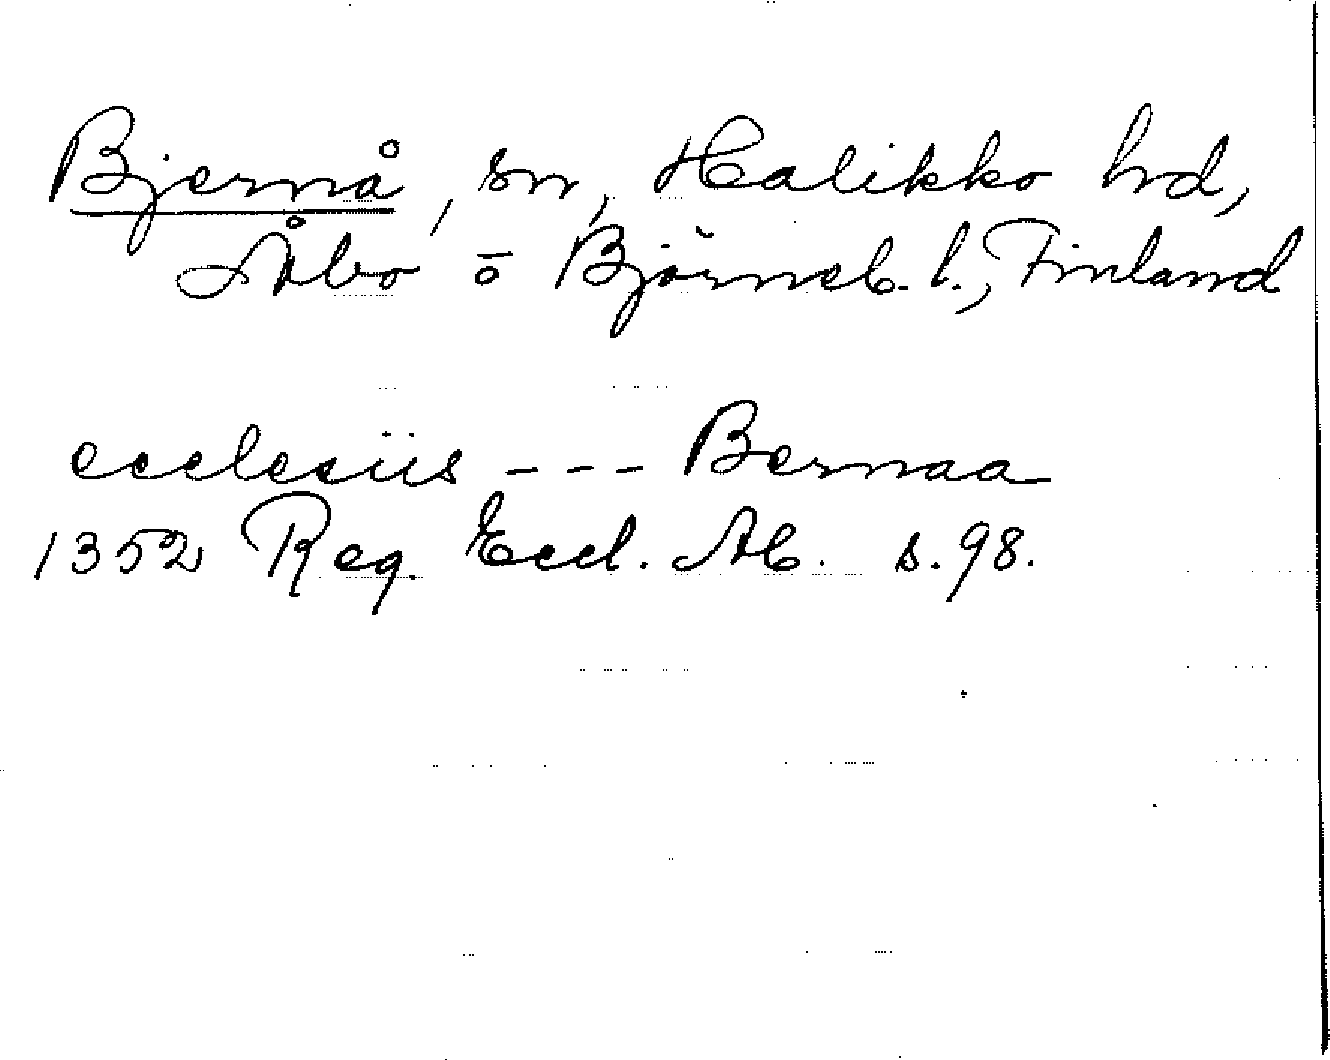 Bjernå, sn, Halikko hd,
Åbo ō Björneb. l., Finland
ecclesiis - - - Bernaa
1352 Reg. Eccl. Ab. s. 98.